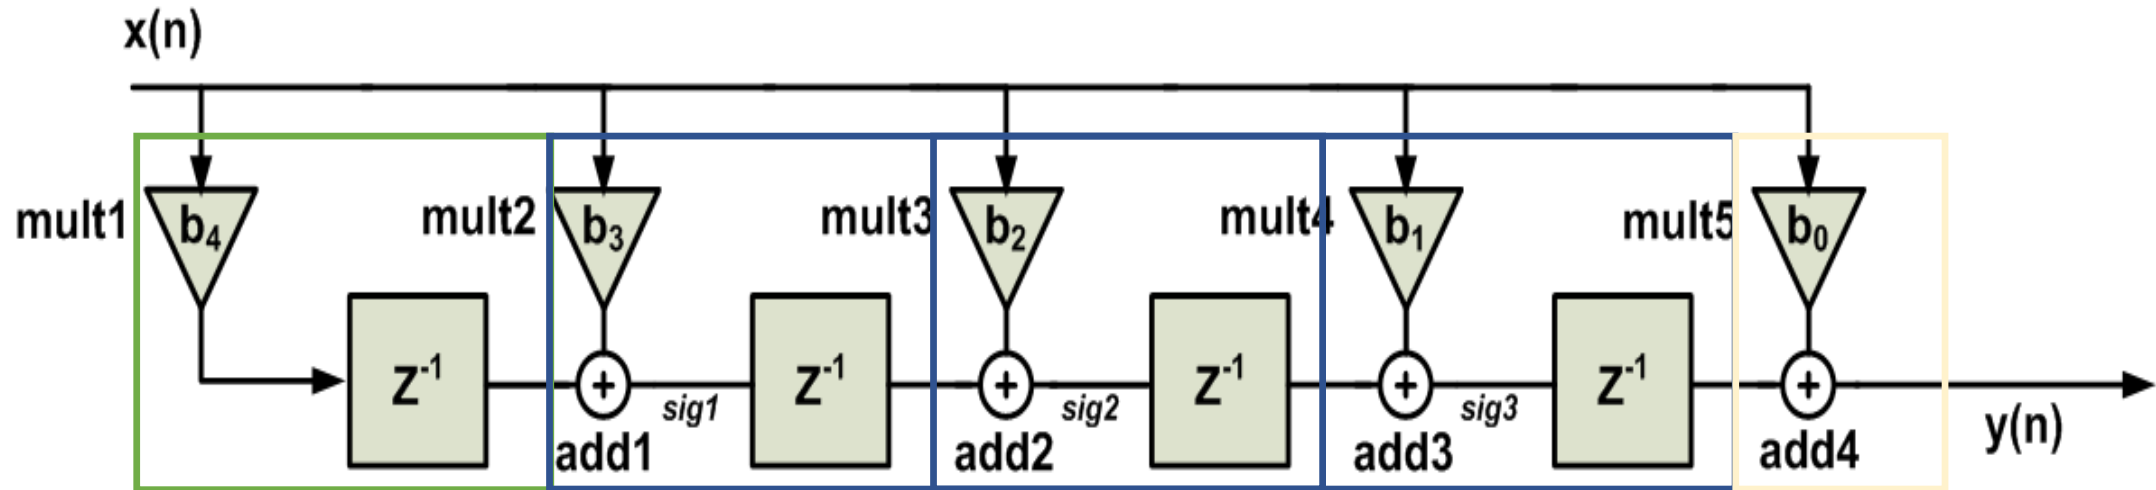 x(n)
mult1
b₄
mult2
b₃
mult3
b₂
mult4
b₁
mult5
b₀
Z⁻¹
+
sig1
Z⁻¹
+
sig2
Z⁻¹
+
sig3
Z⁻¹
+
add1
add2
add3
add4
y(n)